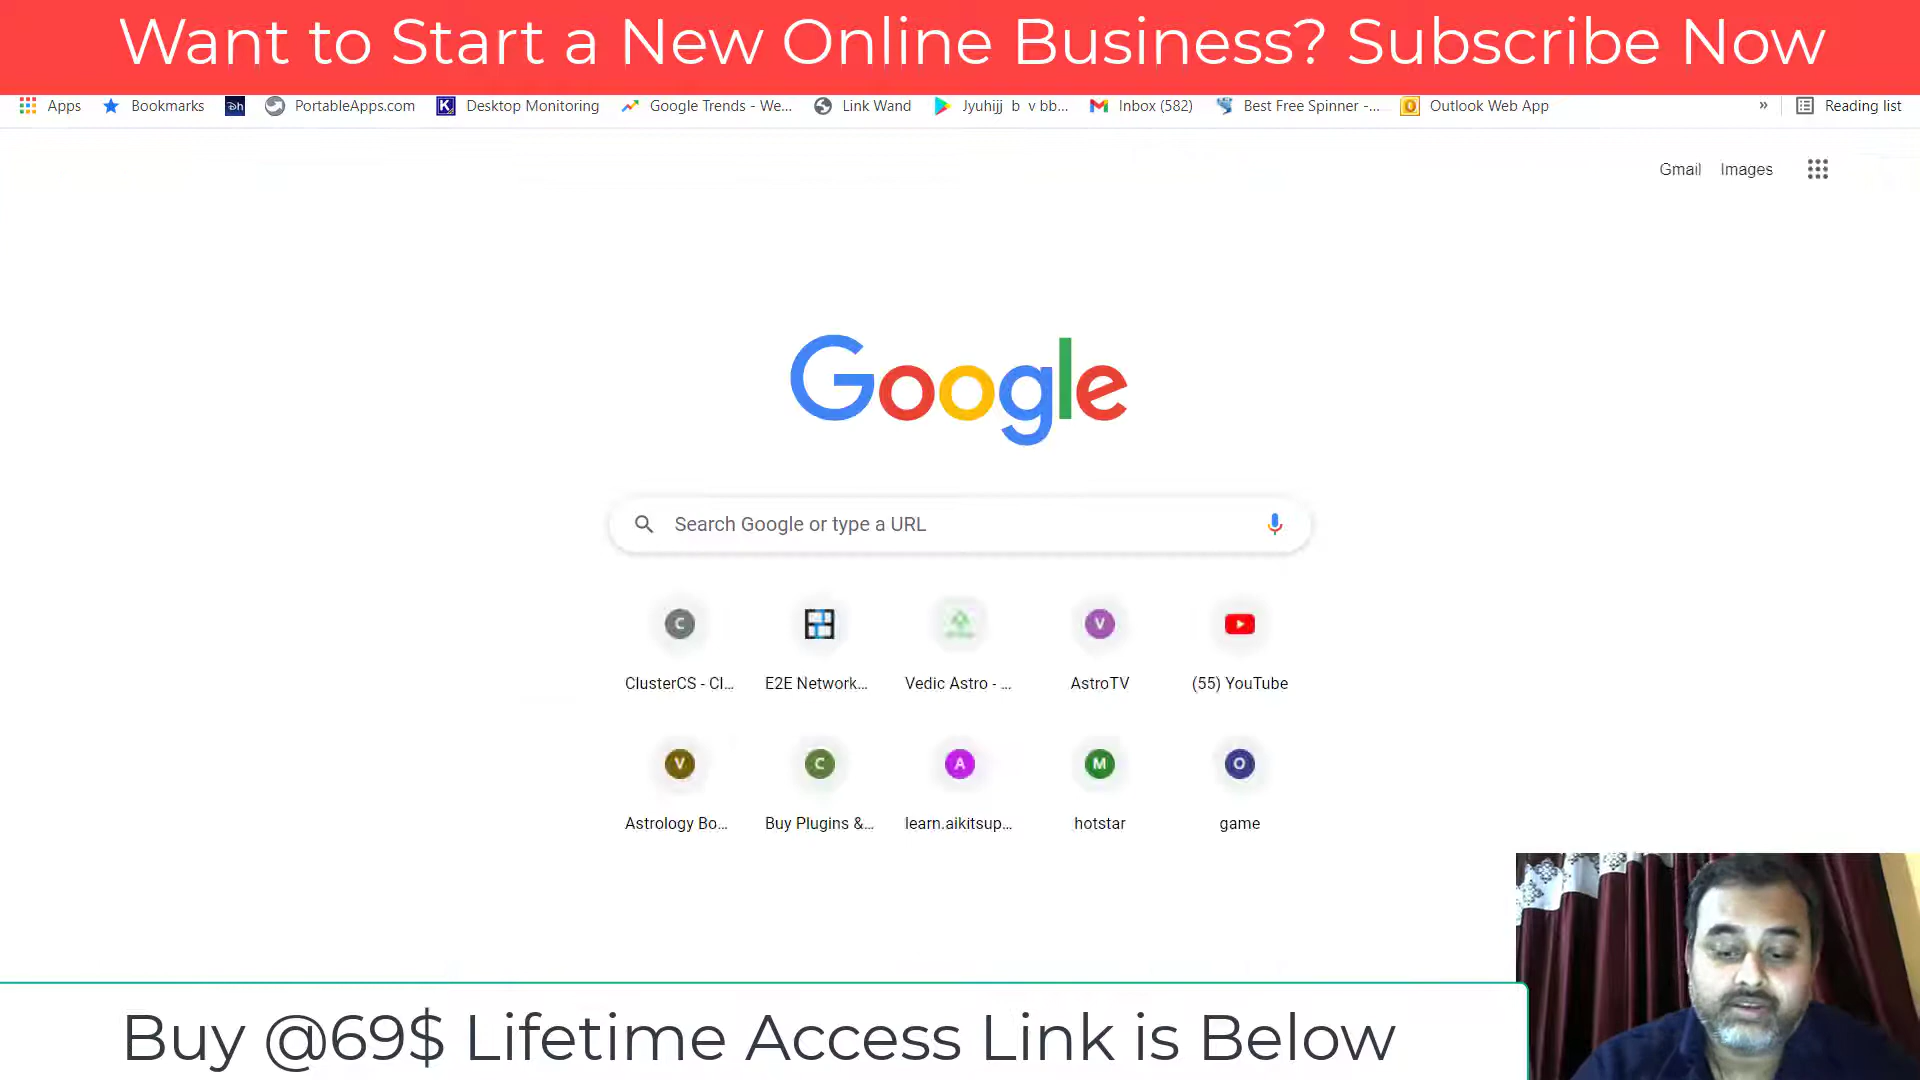 Want to Start a New Online Business? Subscribe Now
Apps Bookmarks Dh PortableApps.com K Desktop Monitoring Google Trends - We... Link Wand Jyuhijj b v bb... Inbox (582) Best Free Spinner -... Outlook Web App » Reading list
Gmail Images
Google
Search Google or type a URL
C V
ClusterCS - Cl... E2E Network... Vedic Astro - ... AstroTV (55) YouTube
V C A M O
Astrology Bo... Buy Plugins &... learn.aikitsup... hotstar game
Buy @69$ Lifetime Access Link is Below